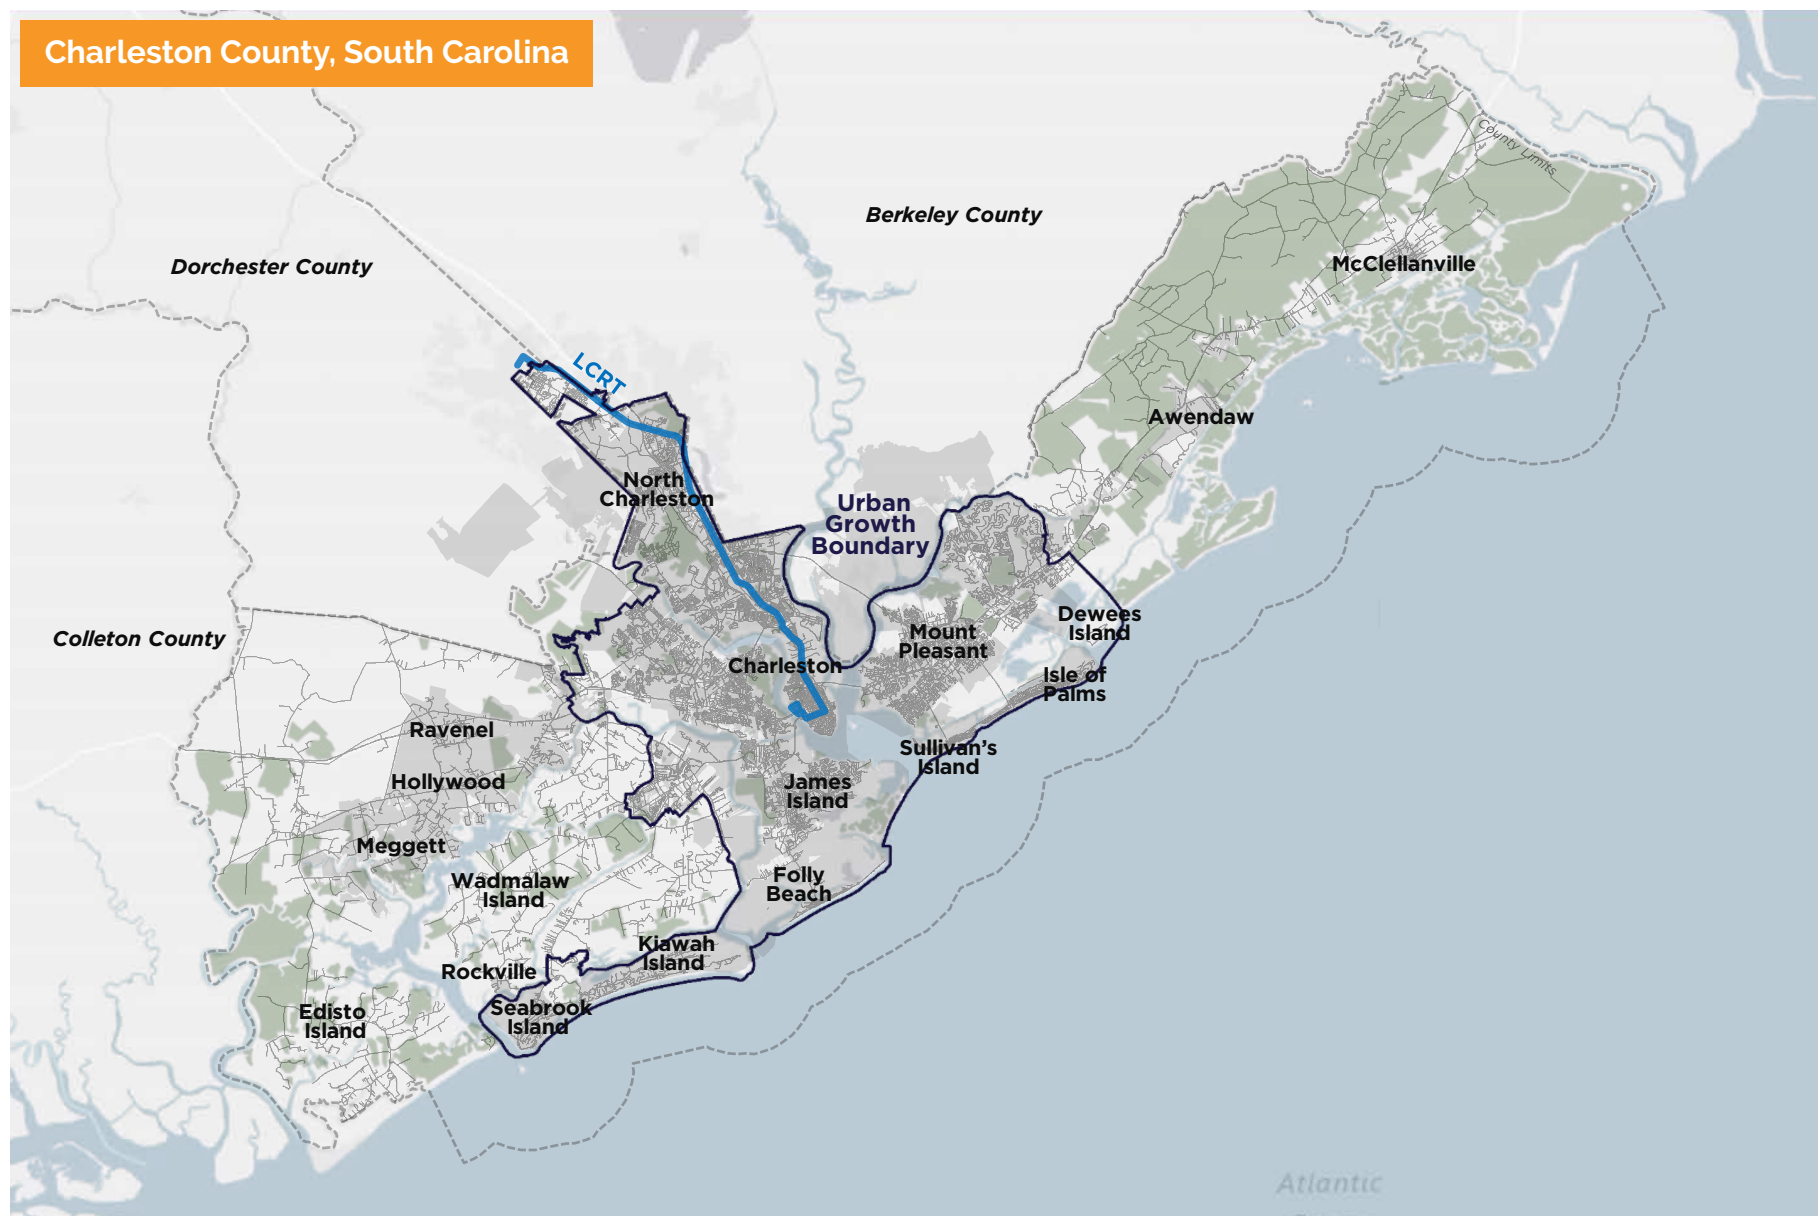 Charleston County, South Carolina
County Limits
Berkeley County
Dorchester County
McClellanville
LCRT
Awendaw
North
Charleston
Urban
Growth
Boundary
Dewees
Island
Mount
Pleasant
Colleton County
Charleston
Isle of
Palms
Ravenel
Sullivan's
Island
Hollywood
James
Island
Meggett
Folly
Beach
Wadmalaw
Island
Kiawah
Island
Rockville
Seabrook
Island
Edisto
Island
Atlantic